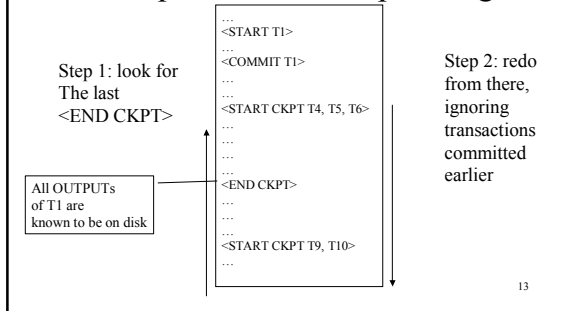 Step 1: look for
The last
<END CKPT>
All OUTPUTs
of T1 are
known to be on disk
…
<START T1>
…
<COMMIT T1>
…
…
<START CKPT T4, T5, T6>
…
…
…
…
<END CKPT>
…
…
…
<START CKPT T9, T10>
…
Step 2: redo
from there,
ignoring
transactions
committed
earlier
13